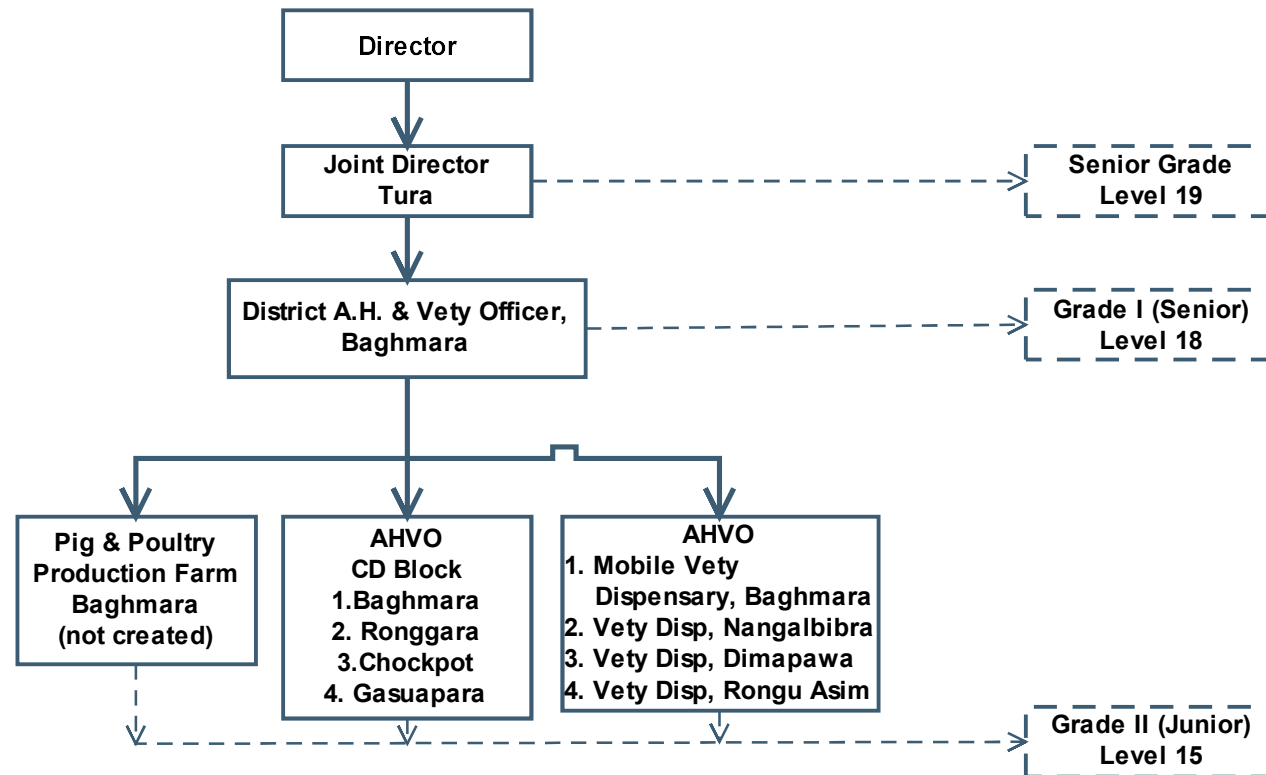 Director
Joint Director
Tura
Senior Grade
Level 19
District A.H. & Vety Officer,
Baghmara
Grade I (Senior)
Level 18
Pig & Poultry
Production Farm
Baghmara
(not created)
AHVO
CD Block
1.Baghmara
2. Ronggara
3.Chockpot
4. Gasuapara
AHVO
1. Mobile Vety
Dispensary, Baghmara
2. Vety Disp, Nangalbibra
3. Vety Disp, Dimapawa
4. Vety Disp, Rongu Asim
Grade II (Junior)
Level 15